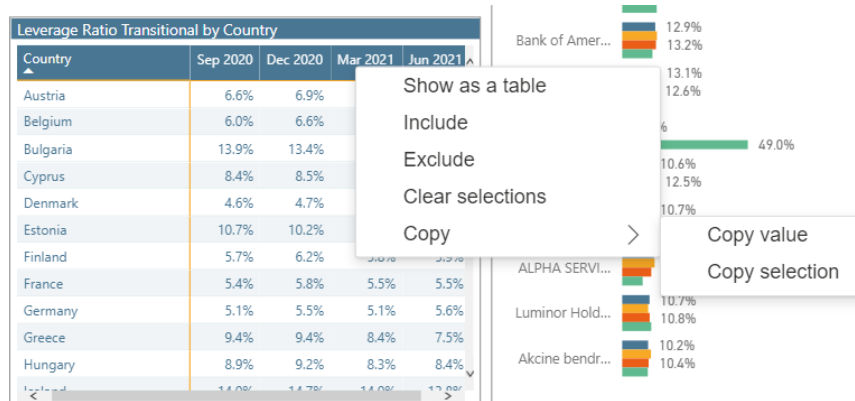 Leverage Ratio Transitional by Country
Country Sep 2020 Dec 2020 Mar 2021 Jun 2021
Austria 6.6% 6.9%
Belgium 6.0% 6.6%
Bulgaria 13.9% 13.4%
Cyprus 8.4% 8.5%
Denmark 4.6% 4.7%
Estonia 10.7% 10.2%
Finland 5.7% 6.2% 5.8% 5.9%
France 5.4% 5.8% 5.5% 5.5%
Germany 5.1% 5.5% 5.1% 5.6%
Greece 9.4% 9.4% 8.4% 7.5%
Hungary 8.9% 9.2% 8.3% 8.4%
Show as a table
Include
Exclude
Clear selections
Copy
Copy value
Copy selection
Bank of Amer...
12.9%
13.2%
13.1%
12.6%
49.0%
10.6%
12.5%
10.7%
ALPHA SERVI...
Luminor Hold...
10.7%
10.8%
Akcine bendr...
10.2%
10.4%